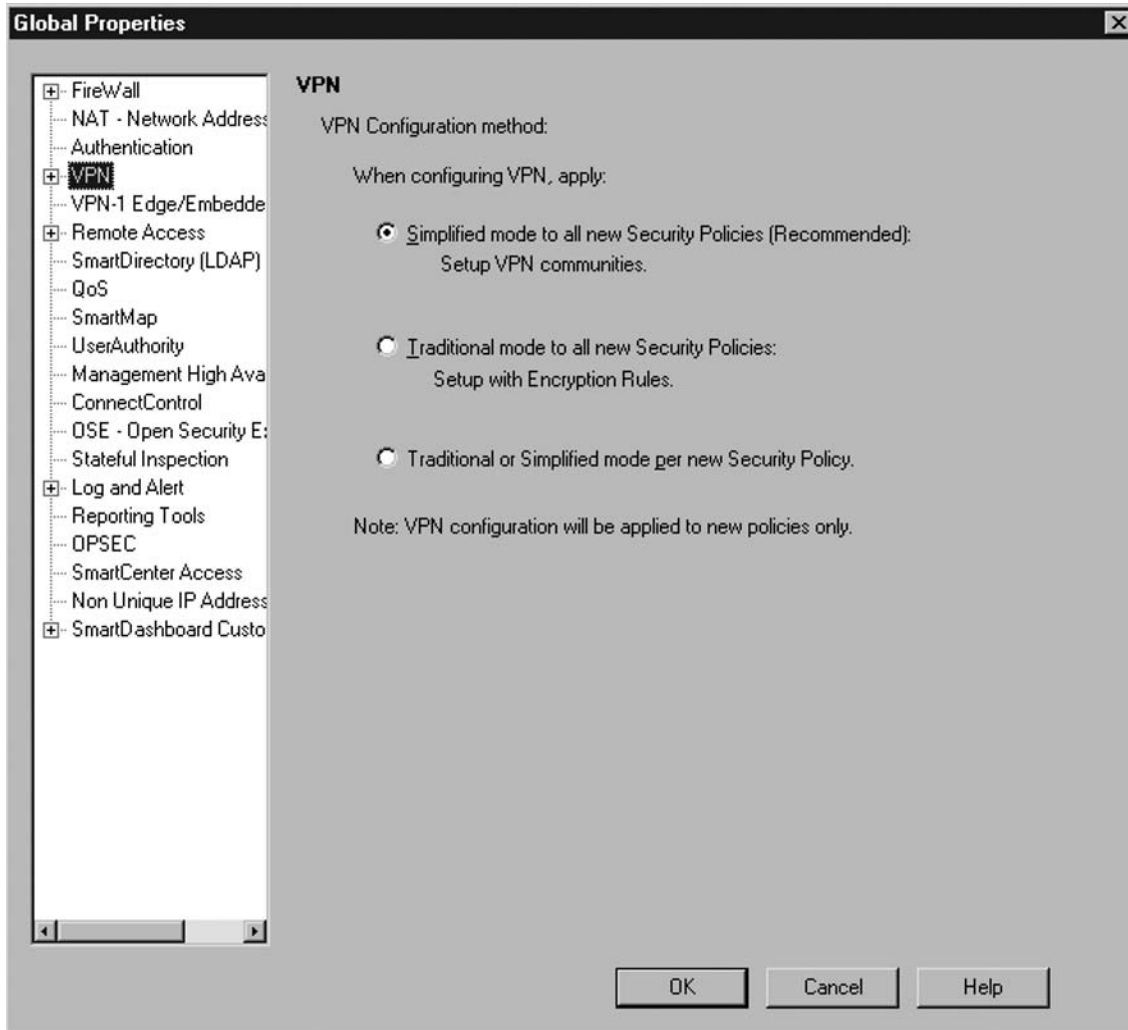 Global Properties
FireWall
NAT - Network Address
Authentication
VPN
VPN-1 Edge/Embedde
Remote Access
SmartDirectory (LDAP)
QoS
SmartMap
UserAuthority
Management High Ava
ConnectControl
OSE - Open Security E
Stateful Inspection
Log and Alert
Reporting Tools
OPSEC
SmartCenter Access
Non Unique IP Address
SmartDashboard Custo
VPN
VPN Configuration method:
When configuring VPN, apply:
Simplified mode to all new Security Policies (Recommended):
Setup VPN communities.
Traditional mode to all new Security Policies:
Setup with Encryption Rules.
Traditional or Simplified mode per new Security Policy.
Note: VPN configuration will be applied to new policies only.
OK
Cancel
Help